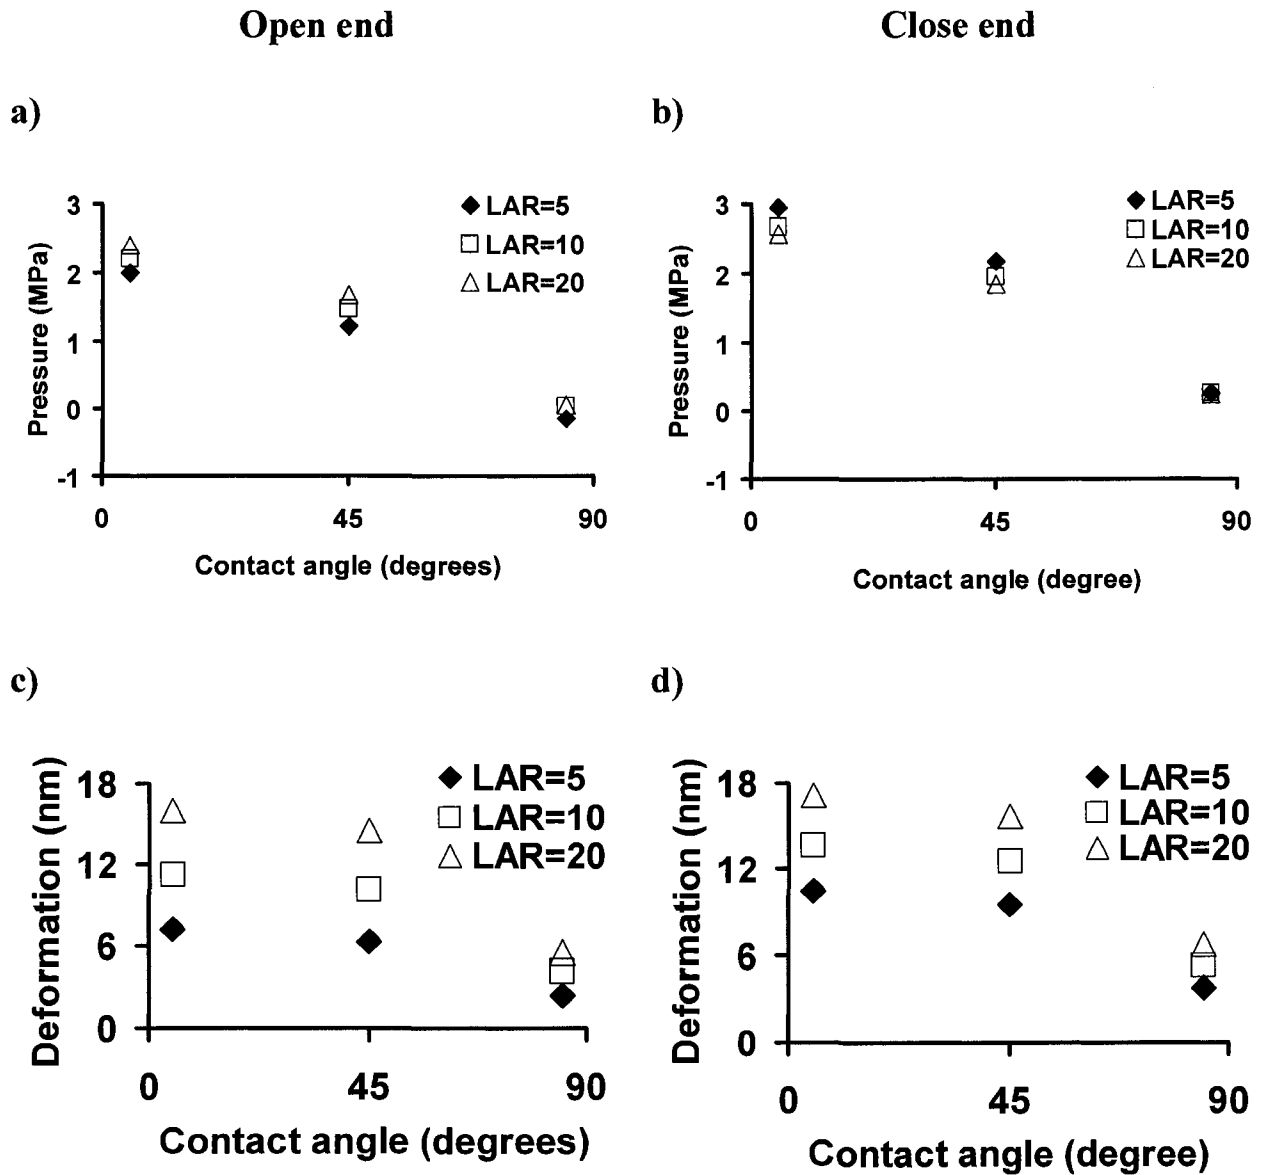 Open end
Close end
a)
b)
3
2
1
0
-1
Pressure (MPa)
0
45
90
Contact angle (degrees)
LAR=5
LAR=10
LAR=20
3
2
1
0
-1
Pressure (MPa)
0
45
90
Contact angle (degree)
LAR=5
LAR=10
LAR=20
c)
d)
18
12
6
0
Deformation (nm)
0
45
90
Contact angle (degrees)
LAR=5
LAR=10
LAR=20
18
12
6
0
Deformation (nm)
0
45
90
Contact angle (degree)
LAR=5
LAR=10
LAR=20